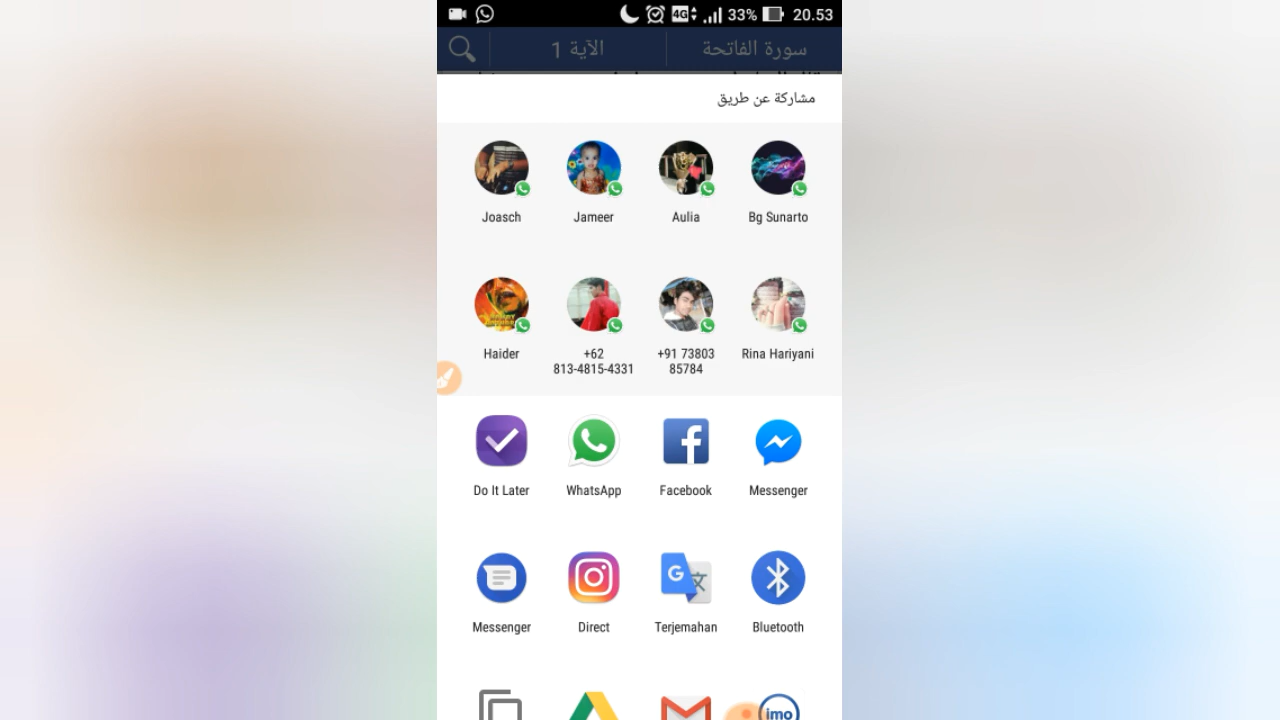 4G 33% 20.53
سورة الفاتحة
الآية 1
مشاركة عن طريق
Joasch
Jameer
Aulia
Bg Sunarto
Haider
+62
813-4815-4331
+91 73803
85784
Rina Hariyani
Do It Later
WhatsApp
Facebook
Messenger
Messenger
Direct
Terjemahan
Bluetooth
imo